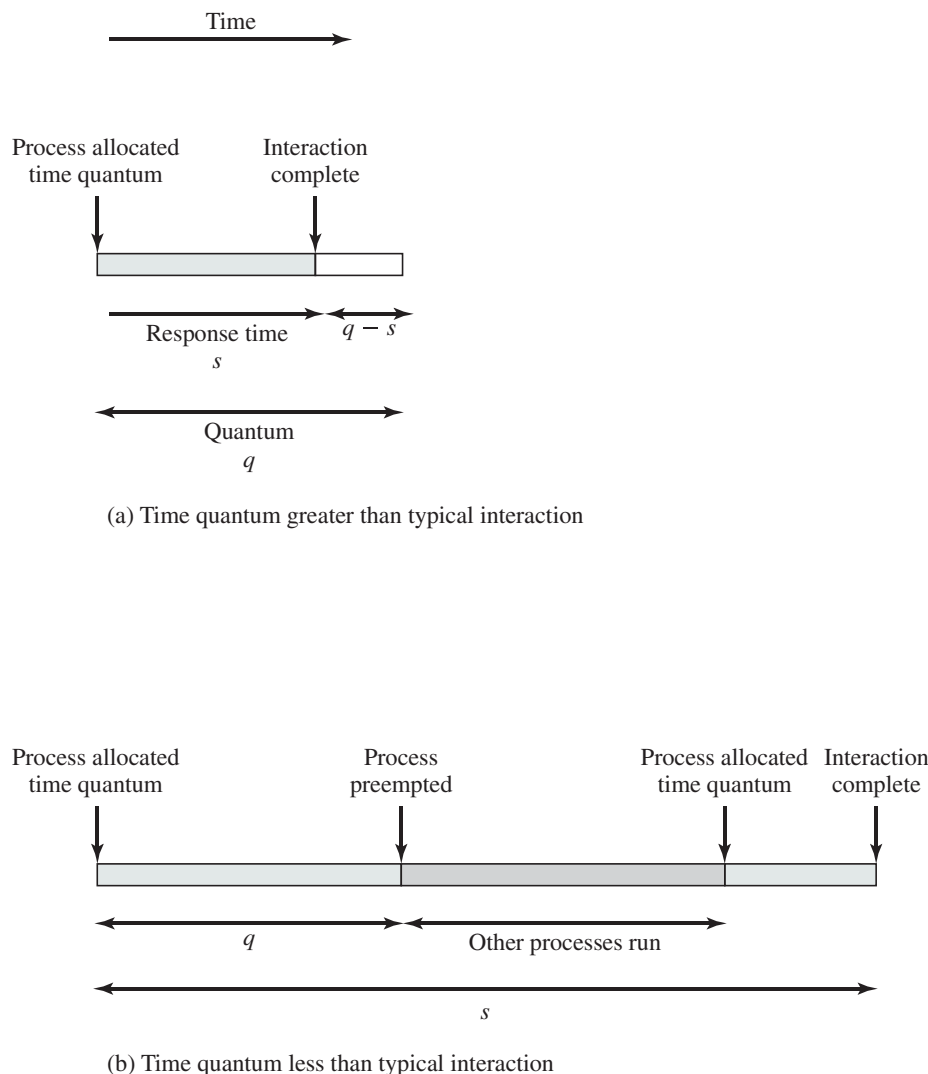 Time
Process allocated
time quantum
Interaction
complete
Response time
s
q − s
Quantum
q
(a) Time quantum greater than typical interaction
Process allocated
time quantum
Process
preempted
Process allocated
time quantum
Interaction
complete
q
Other processes run
s
(b) Time quantum less than typical interaction